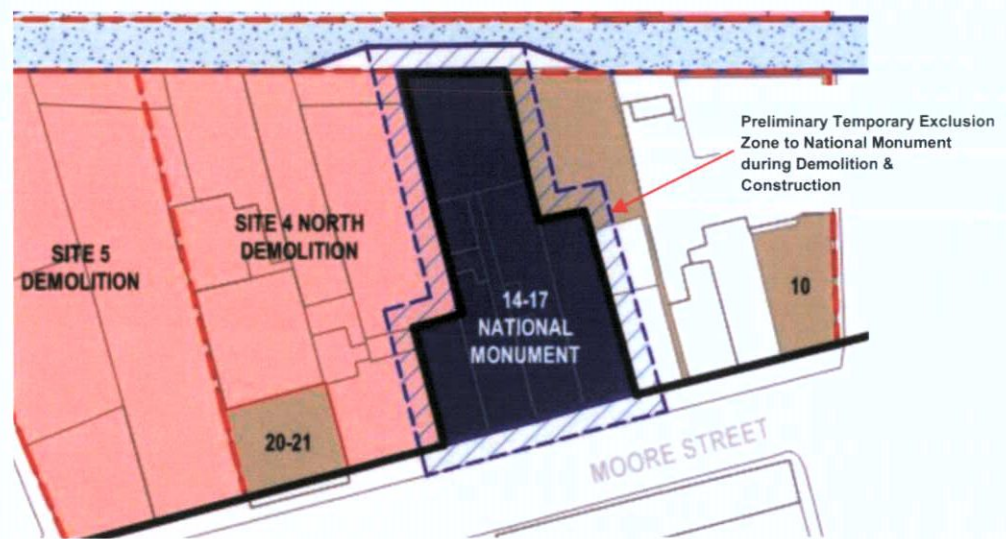 Preliminary Temporary Exclusion
Zone to National Monument
during Demolition &
Construction
SITE 4 NORTH
DEMOLITION
SITE 5
DEMOLITION
10
14-17
NATIONAL
MONUMENT
20-21
MOORE STREET